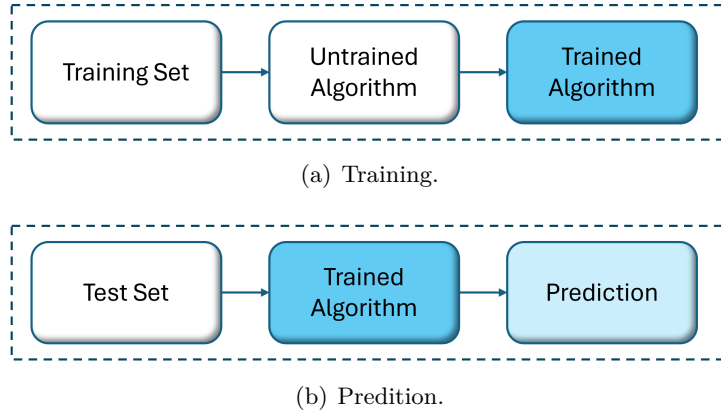 Training Set
Untrained
Algorithm
Trained
Algorithm
(a) Training.
Test Set
Trained
Algorithm
Prediction
(b) Predition.